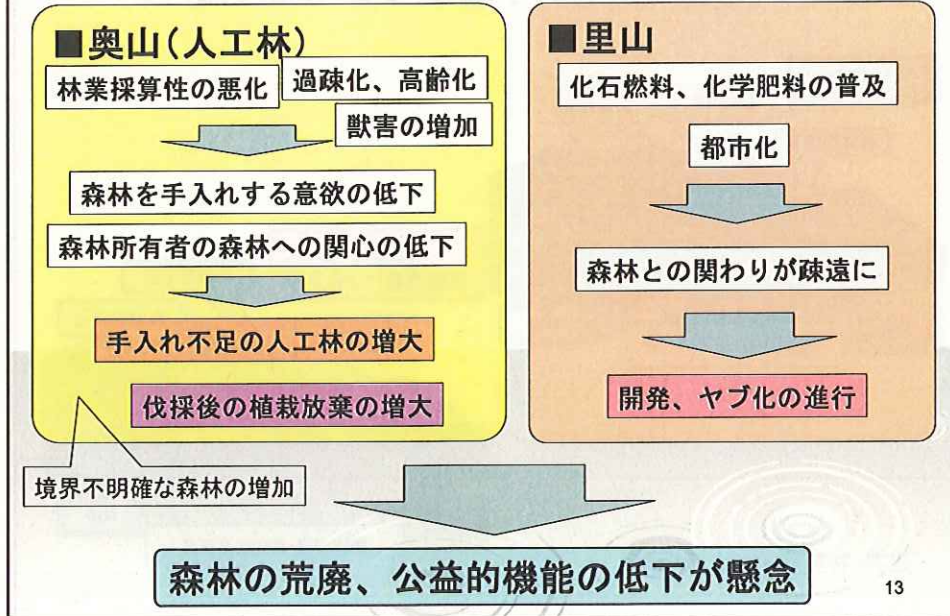 ■奥山(人工林)
林業採算性の悪化
過疎化、高齢化
獣害の増加
森林を手入れする意欲の低下
森林所有者の森林への関心の低下
手入れ不足の人工林の増大
伐採後の植栽放棄の増大
境界不明確な森林の増加
■里山
化石燃料、化学肥料の普及
都市化
森林との関わりが疎遠に
開発、ヤブ化の進行
森林の荒廃、公益的機能の低下が懸念
13